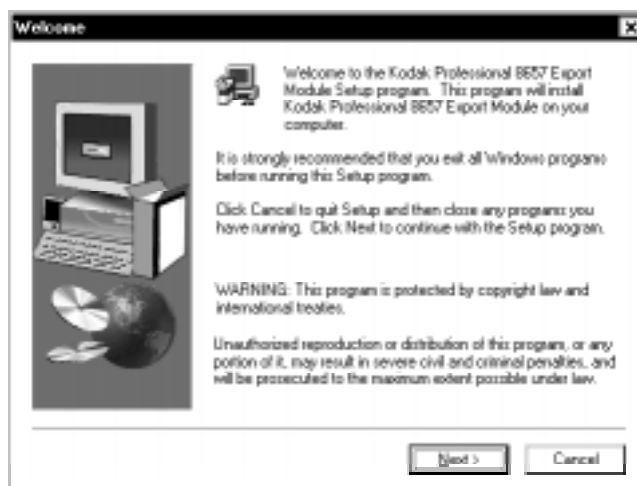 Welcome
Welcome to the Kodak Professional 8657 Export
Module Setup program. This program will install
Kodak Professional 8657 Export Module on your
computer.
It is strongly recommended that you exit all Windows programs
before running this Setup program.
Click Cancel to quit Setup and then close any programs you
have running. Click Next to continue with the Setup program.
WARNING: This program is protected by copyright law and
international treaties.
Unauthorized reproduction or distribution of this program, or any
portion of it, may result in severe civil and criminal penalties, and
will be prosecuted to the maximum extent possible under law.
Next >
Cancel